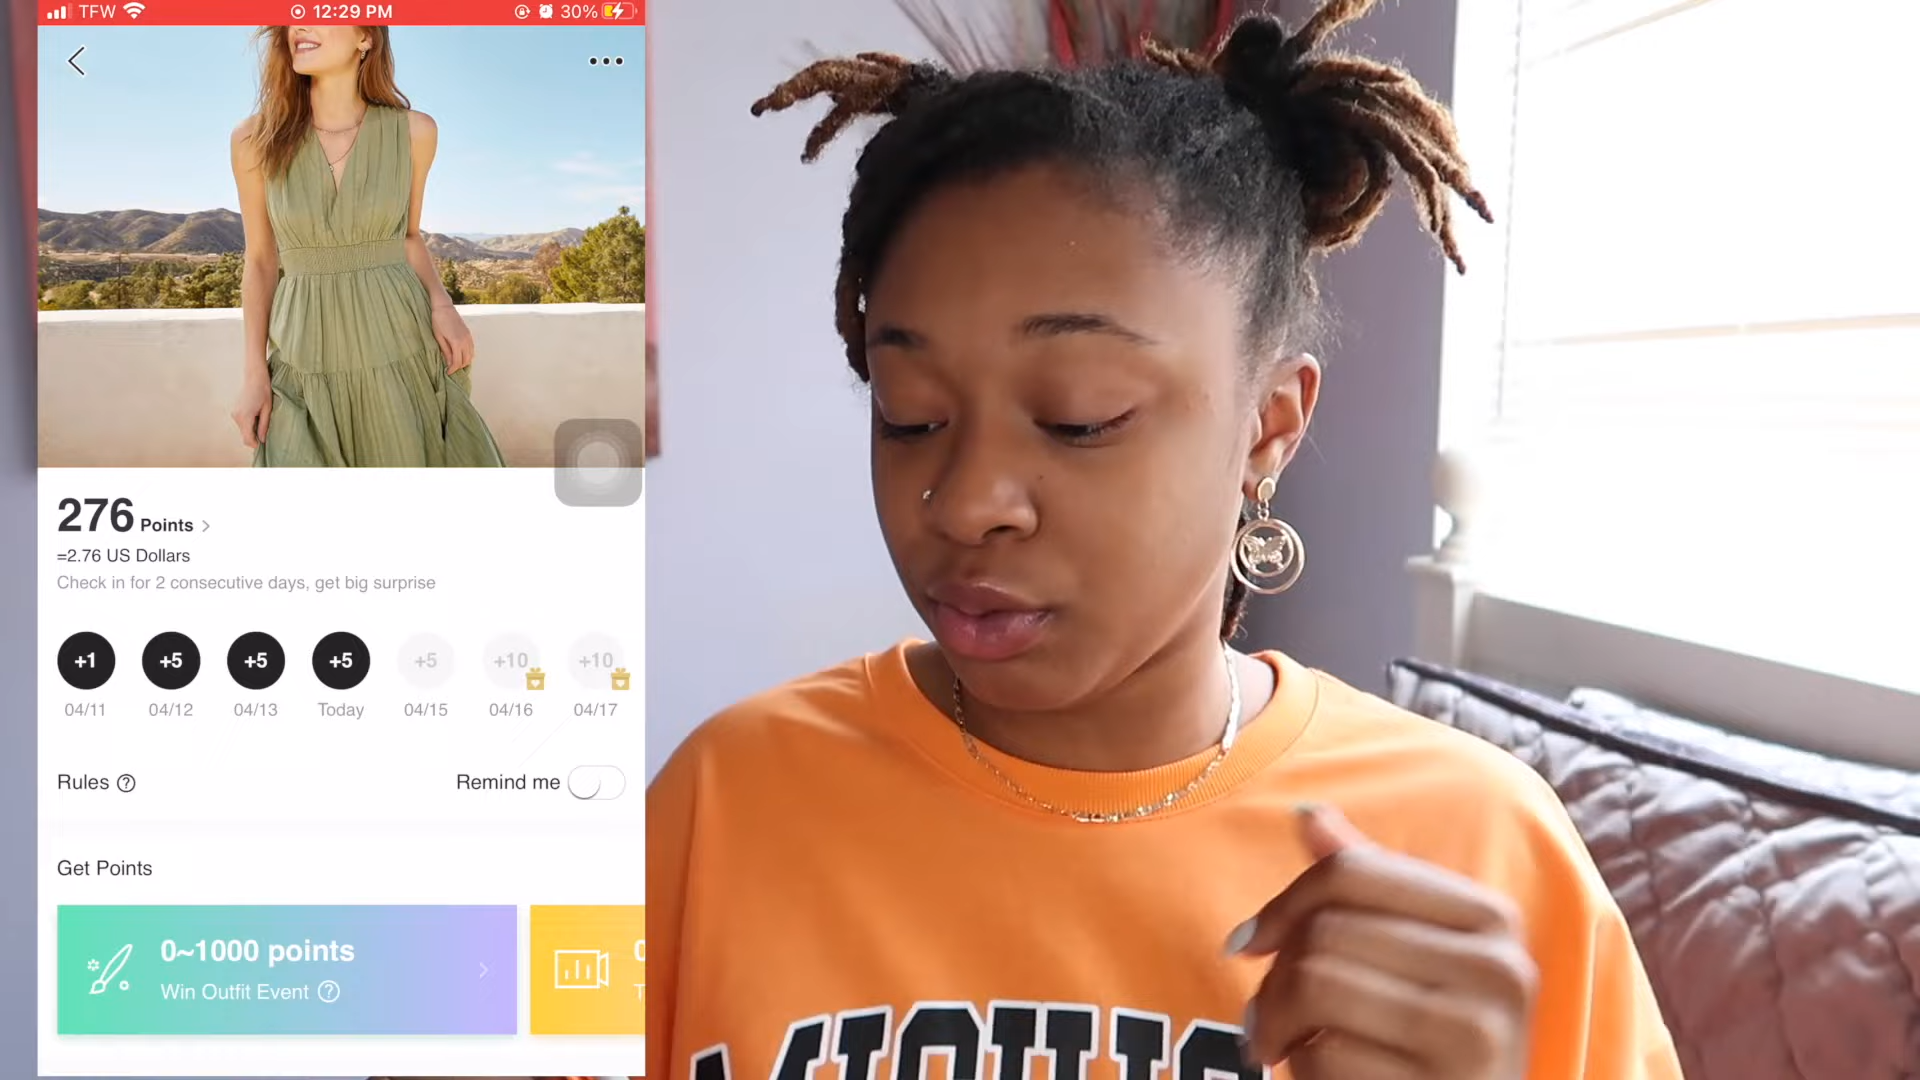 TFW 12:29 PM 30%
276 Points >
=2.76 US Dollars
Check in for 2 consecutive days, get big surprise
+1 +5 +5 +5 +5 +10 +10
04/11 04/12 04/13 Today 04/15 04/16 04/17
Rules ? Remind me
Get Points
0~1000 points
Win Outfit Event ?